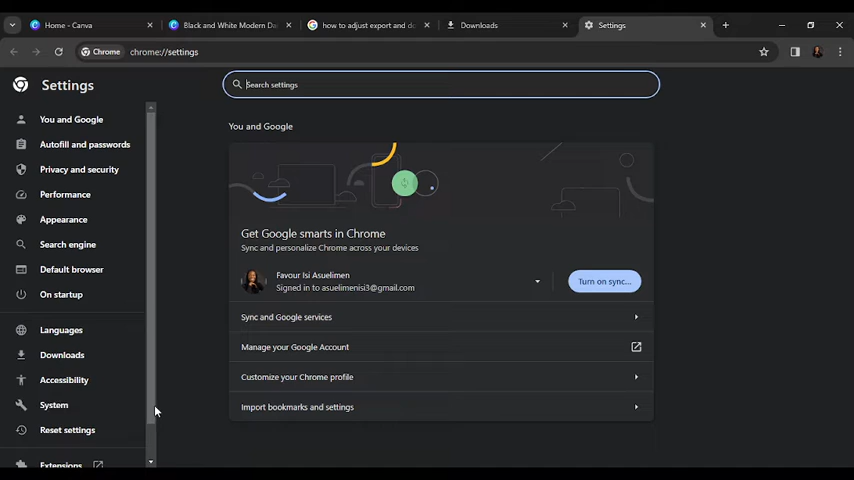 Home - Canva
Black and White Modern Da
how to adjust export and do
Downloads
Settings
Chrome
chrome://settings
Settings
Search settings
You and Google
Autofill and passwords
Privacy and security
Performance
Appearance
Search engine
Default browser
On startup
Languages
Downloads
Accessibility
System
Reset settings
Extensions
You and Google
Get Google smarts in Chrome
Sync and personalize Chrome across your devices
Favour Isi Asuelimen
Signed in to asuelimenisi3@gmail.com
Turn on sync...
Sync and Google services
Manage your Google Account
Customize your Chrome profile
Import bookmarks and settings